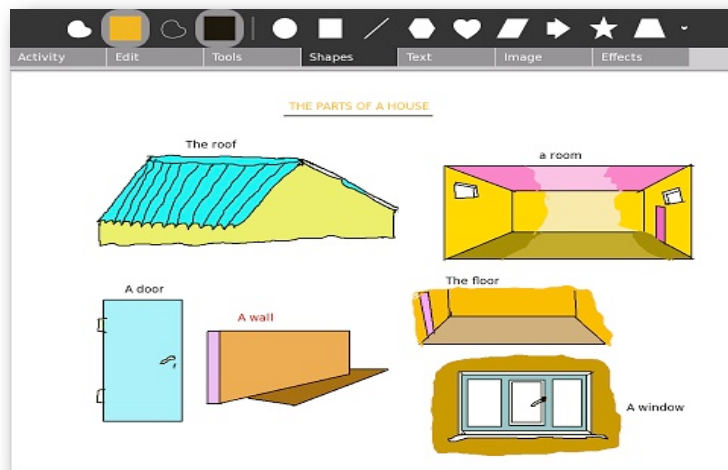 Activity Edit Tools Shapes Text Image Effects
THE PARTS OF A HOUSE
The roof
a room
A door
A wall
The floor
A window